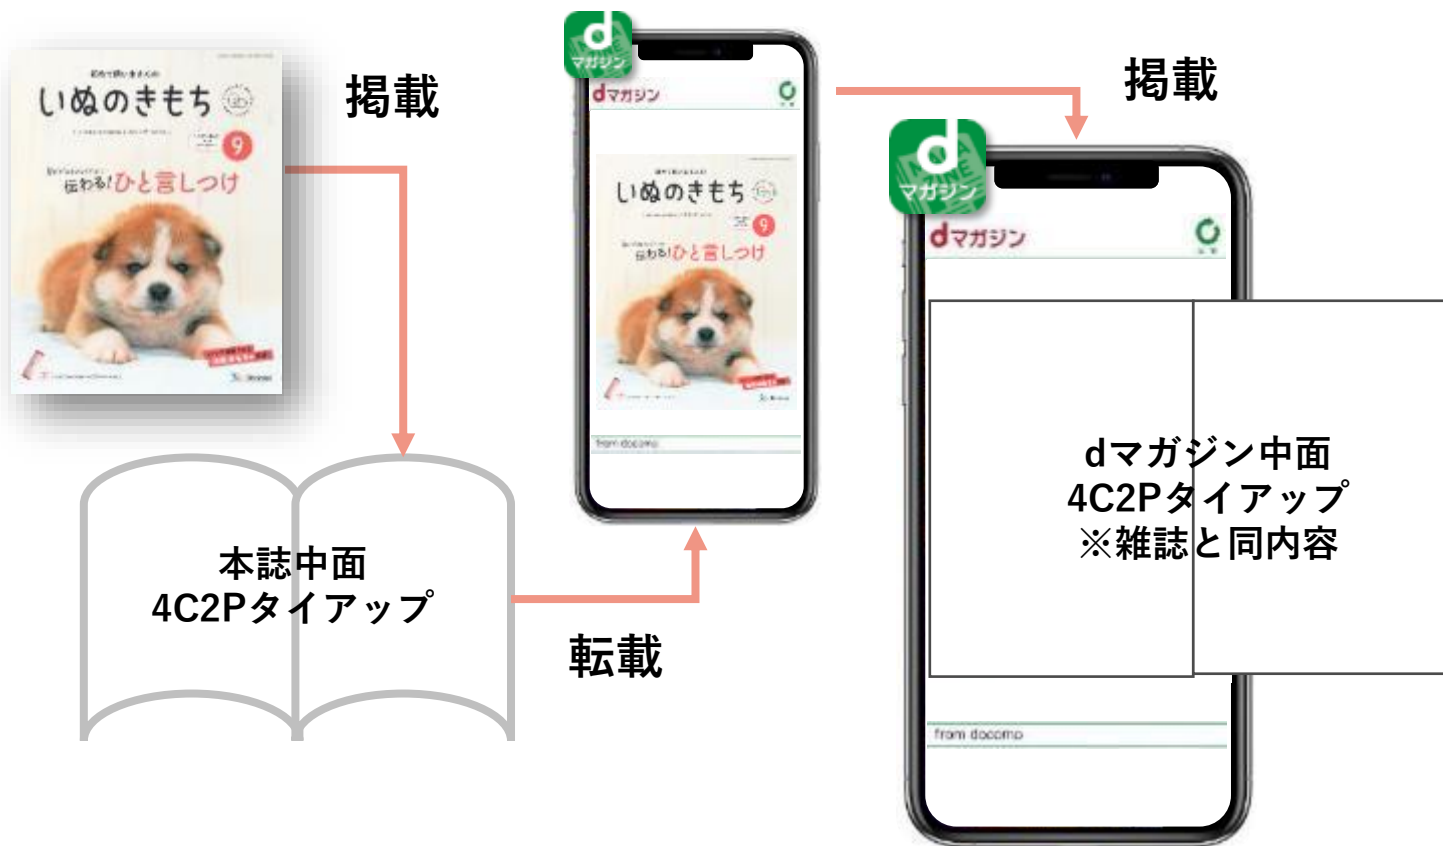 いぬのきもち
9
伝わる!ひと言しつけ
掲載
本誌中面
4C2Pタイアップ
転載
d
マガジン
dマガジン
いぬのきもち
9
伝わる!ひと言しつけ
from docomo
掲載
d
マガジン
dマガジン
dマガジン中面
4C2Pタイアップ
※雑誌と同内容
from docomo